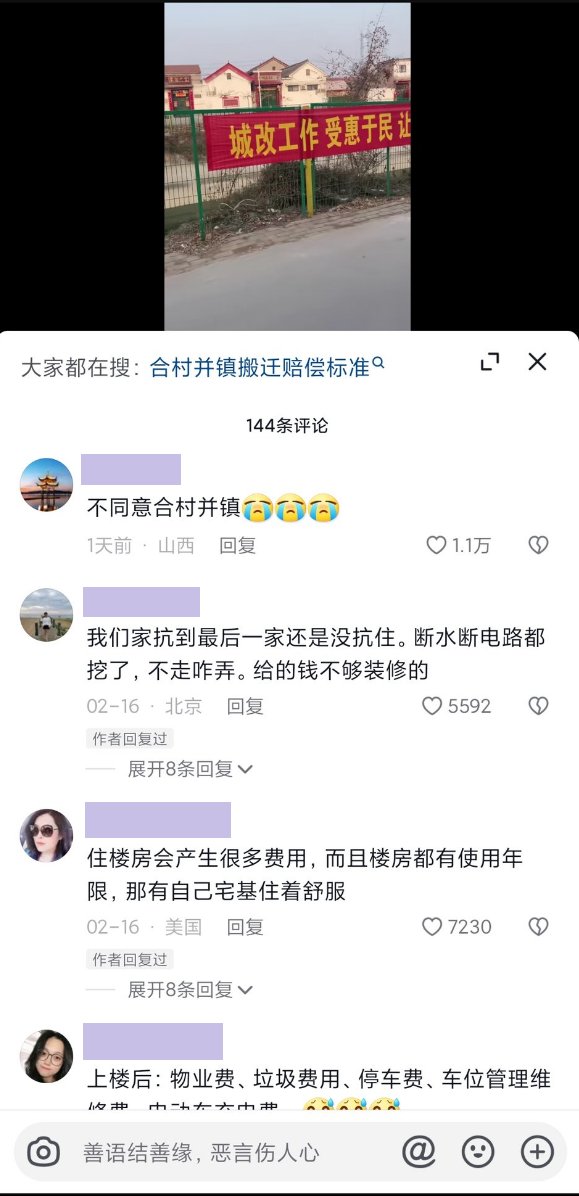 城改工作 受惠于民 让
大家都在搜：合村并镇搬迁赔偿标准
144条评论
不同意合村并镇😭😭😭
1天前 · 山西 回复 1.1万
我们家抗到最后一家还是没抗住。断水断电路都
挖了，不走咋弄。给的钱不够装修的
02-16 · 北京 回复 5592
作者回复过
展开8条回复
住楼房会产生很多费用，而且楼房都有使用年
限，那有自己宅基住着舒服
02-16 · 美国 回复 7230
作者回复过
展开8条回复
上楼后：物业费、垃圾费用、停车费、车位管理维
修费、电动车充电费。😅😅😅
善语结善缘，恶言伤人心